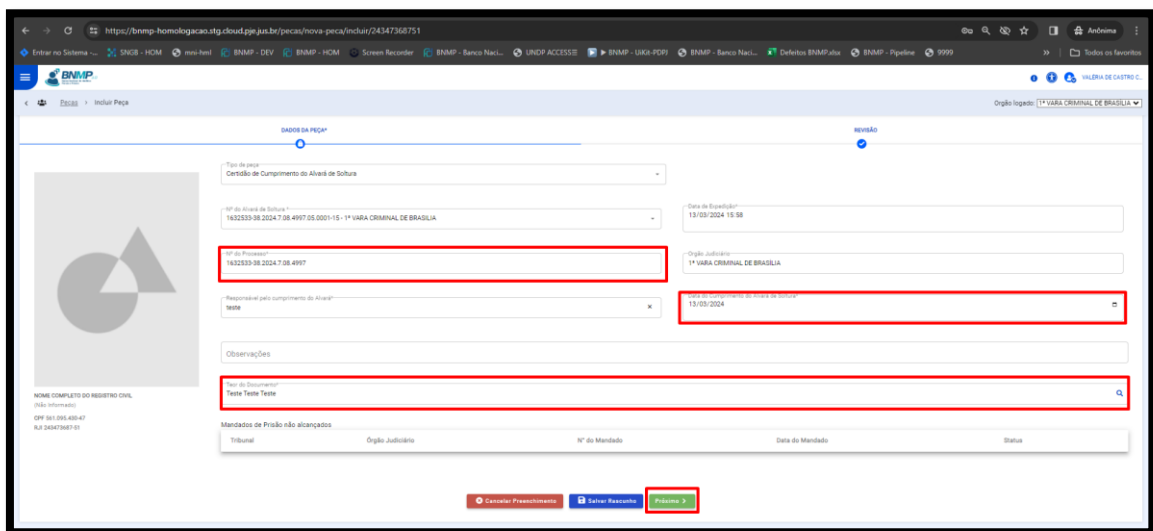 https://bnmp-homologacao.stg.cloud.pje.jus.br/pecas/nova-peca/incluir/24347368751
Anônima
Entrar no Sistema -... SNGB - HOM mni-hml BNMP - DEV BNMP - HOM Screen Recorder BNMP - Banco Naci... UNDP ACCESSE BNMP - UiKit-PDPJ BNMP - Banco Naci... Defeitos BNMP.xlsx BNMP - Pipeline 9999 » Todos os favoritos
BNMP
VALÉRIA DE CASTRO C...
Peças > Incluir Peça
Orgão logado: 1ª VARA CRIMINAL DE BRASILIA
DADOS DA PEÇA*
REVISÃO
Tipo de peça
Certidão de Cumprimento do Alvará de Soltura
Nº do Alvará de Soltura *
1632533-38.2024.7.08.4997.05.0001-15 - 1ª VARA CRIMINAL DE BRASILIA
Data de Expedição*
13/03/2024 15:58
Nº do Processo*
1632533-38.2024.7.08.4997
Orgão Judiciário
1ª VARA CRIMINAL DE BRASILIA
Responsável pelo cumprimento do Alvará*
teste ×
Data do Cumprimento do Alvará de Soltura*
13/03/2024
Observações
Teor do Documento*
Teste Teste Teste
NOME COMPLETO DO REGISTRO CIVIL
(Não Informado)
CPF 561.095.430-47
RJI 243473687-51
Mandados de Prisão não alcançados
Tribunal Órgão Judiciário N° do Mandado Data do Mandado Status
Cancelar Preenchimento Salvar Rascunho Próximo >